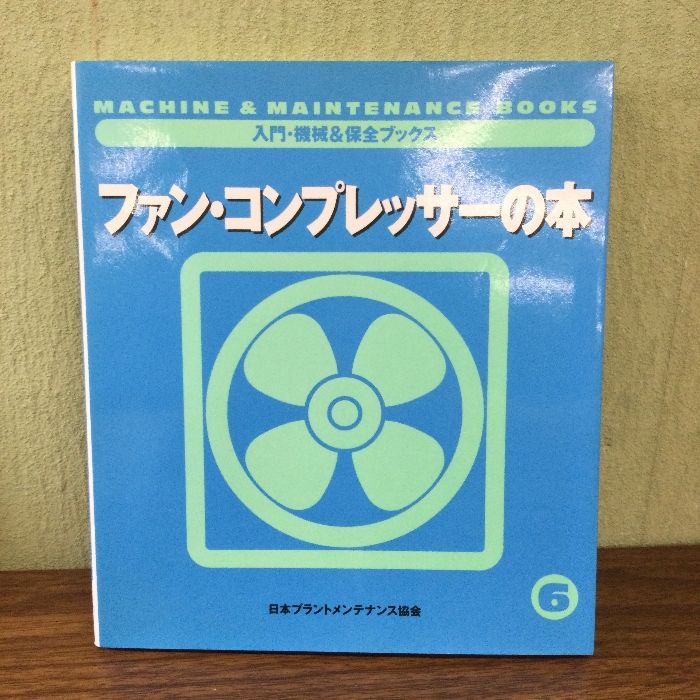 MACHINE & MAINTENANCE BOOKS
入門・機械&保全ブックス
ファン・コンプレッサーの本
日本プラントメンテナンス協会
6